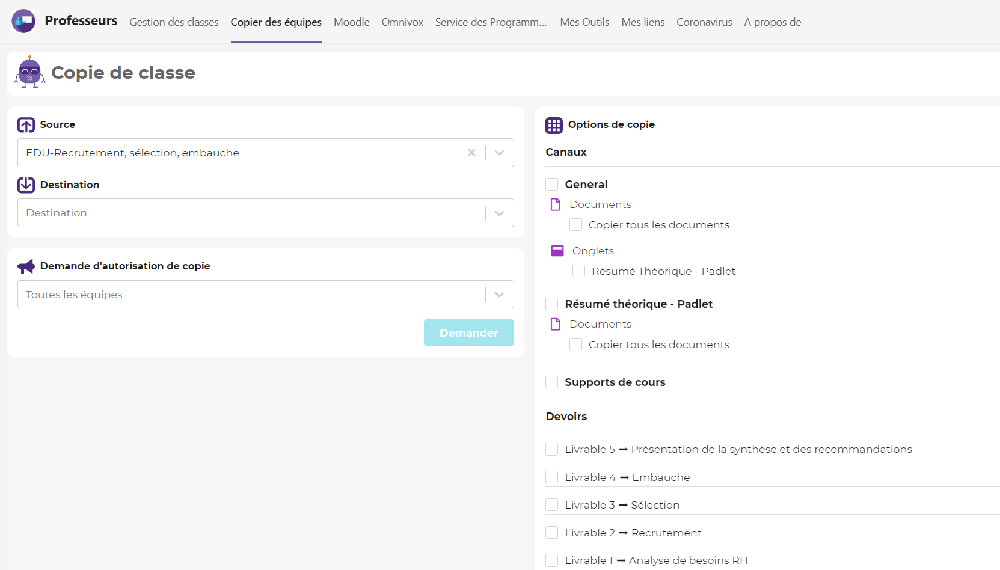 Professeurs Gestion des classes Copier des équipes Moodle Omnivox Service des Programm... Mes Outils Mes liens Coronavirus À propos de
Copie de classe
Source
EDU-Recrutement, sélection, embauche
Destination
Destination
Demande d'autorisation de copie
Toutes les équipes
Demander
Options de copie
Canaux
General
Documents
Copier tous les documents
Onglets
Résumé Théorique - Padlet
Résumé théorique - Padlet
Documents
Copier tous les documents
Supports de cours
Devoirs
Livrable 5 ➞ Présentation de la synthèse et des recommandations
Livrable 4 ➞ Embauche
Livrable 3 ➞ Sélection
Livrable 2 ➞ Recrutement
Livrable 1 ➞ Analyse de besoins RH